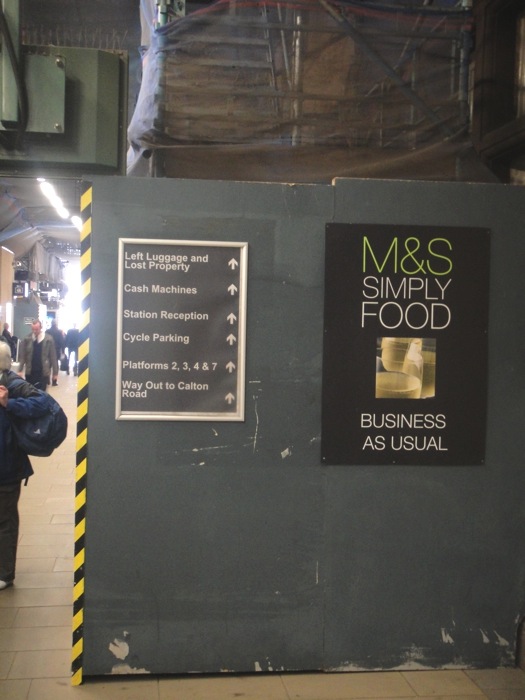 Left Luggage and
Lost Property
Cash Machines
Station Reception
Cycle Parking
Platforms 2, 3, 4 & 7
Way Out to Calton
Road
M&S
SIMPLY
FOOD
BUSINESS
AS USUAL